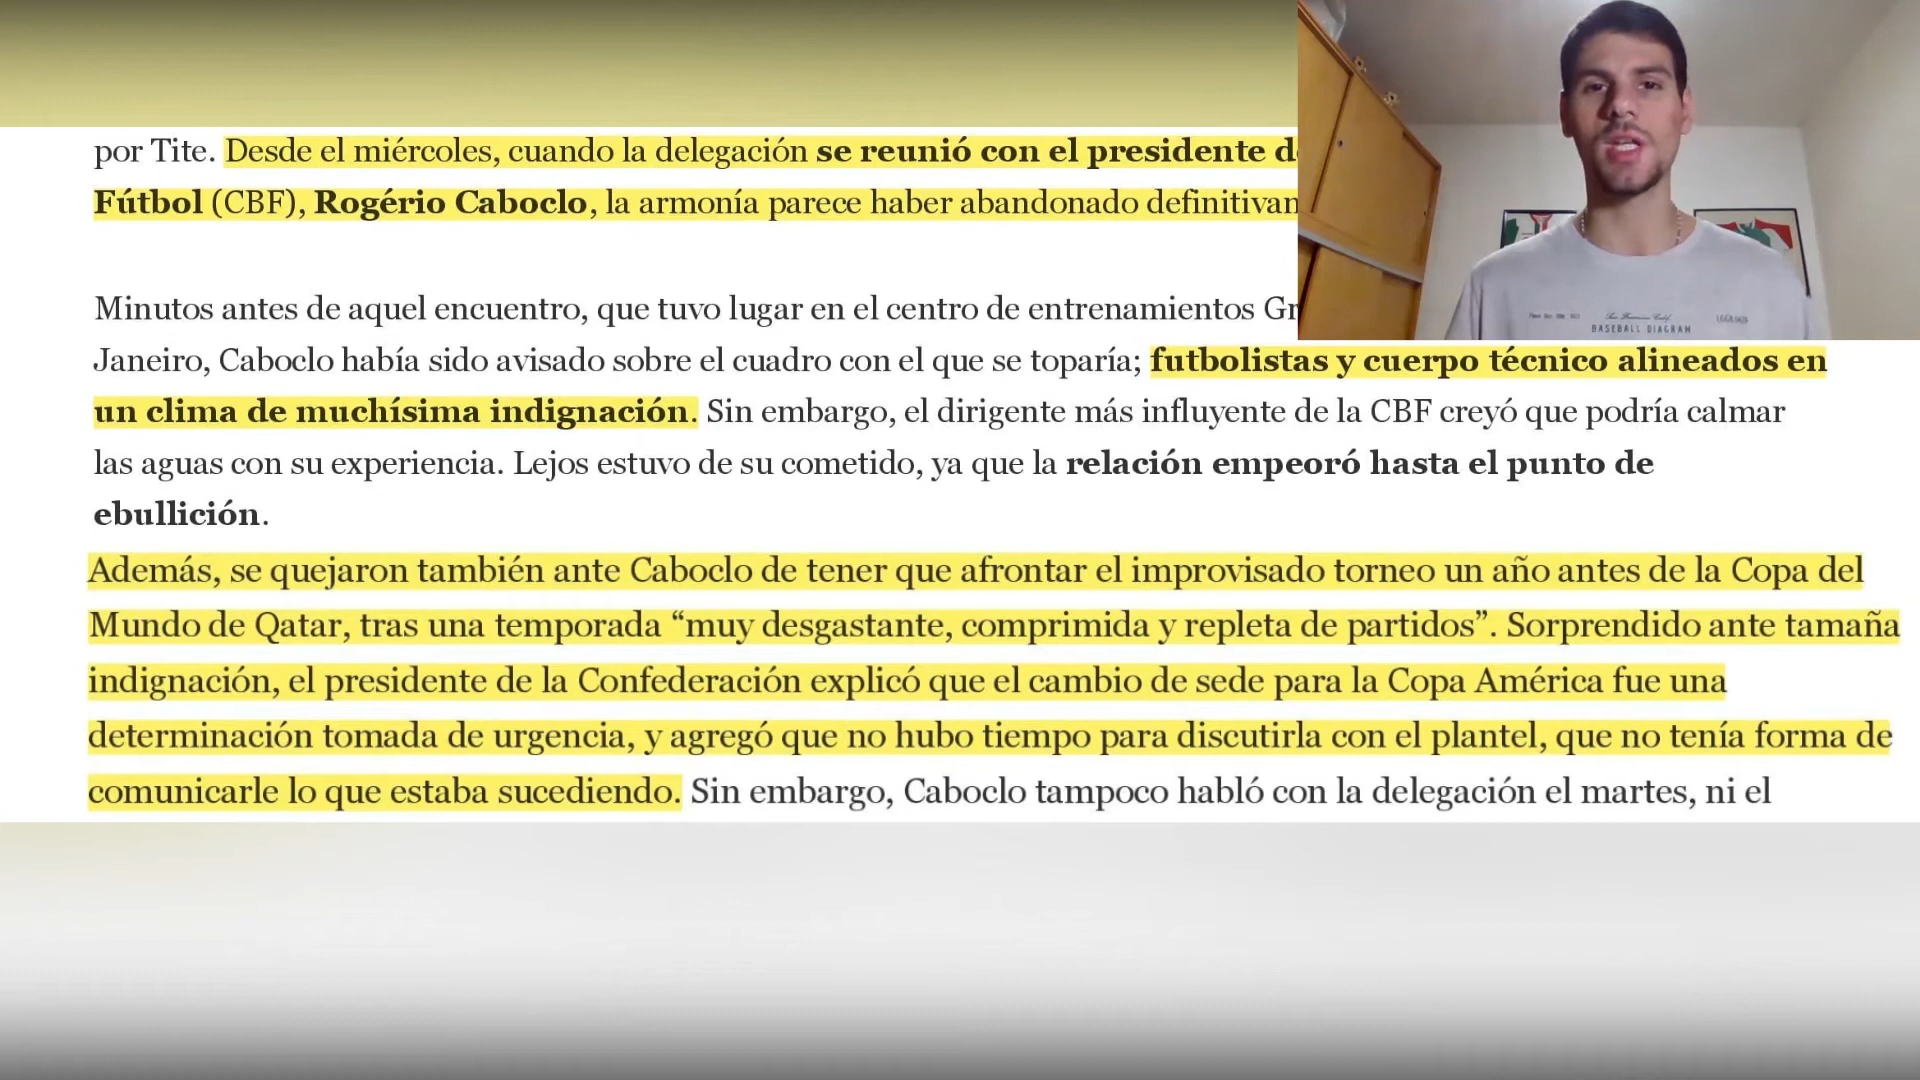 por Tite. Desde el miércoles, cuando la delegación se reunió con el presidente
Fútbol (CBF), Rogério Caboclo, la armonía parece haber abandonado
Minutos antes de aquel encuentro, que tuvo lugar en el centro de entrenamientos
Janeiro, Caboclo había sido avisado sobre el cuadro con el que se toparía; futbolistas y cuerpo técnico alineados en
un clima de muchísima indignación. Sin embargo, el dirigente más influyente de la CBF creyó que podría calmar
las aguas con su experiencia. Lejos estuvo de su cometido, ya que la relación empeoró hasta el punto de
ebullición.
Además, se quejaron también ante Caboclo de tener que afrontar el improvisado torneo un año antes de la Copa del
Mundo de Qatar, tras una temporada “muy desgastante, comprimida y repleta de partidos”. Sorprendido ante tamaña
indignación, el presidente de la Confederación explicó que el cambio de sede para la Copa América fue una
determinación tomada de urgencia, y agregó que no hubo tiempo para discutirla con el plantel, que no tenía forma de
comunicarle lo que estaba sucediendo. Sin embargo, Caboclo tampoco habló con la delegación el martes, ni el
BASEBALL DIAGRAM